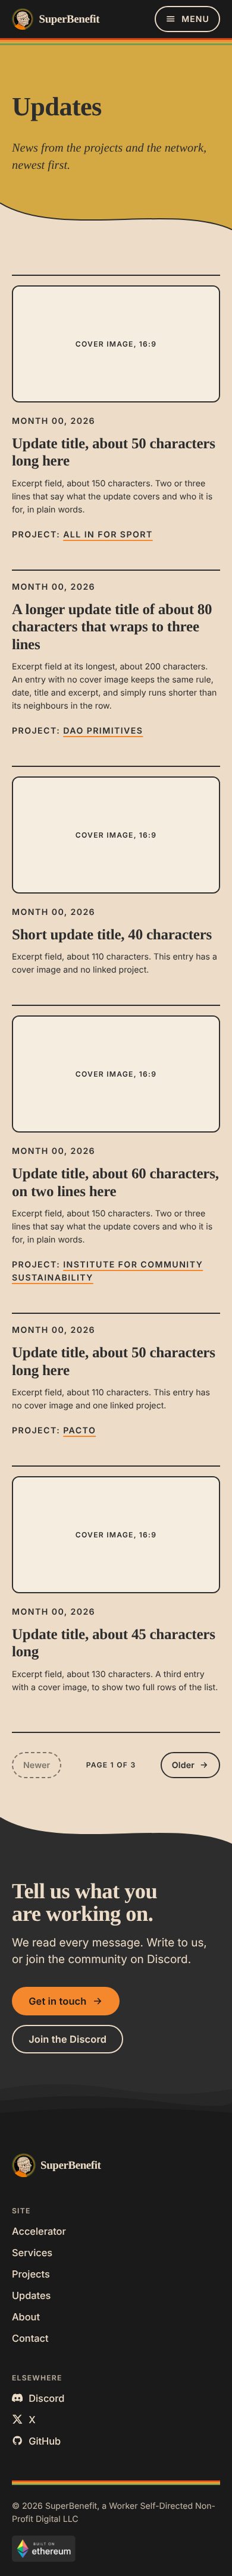 SuperBenefit
MENU
Updates
News from the projects and the network,
newest first.
COVER IMAGE, 16:9
MONTH 00, 2026
Update title, about 50 characters
long here
Excerpt field, about 150 characters. Two or three
lines that say what the update covers and who it is
for, in plain words.
PROJECT: ALL IN FOR SPORT
MONTH 00, 2026
A longer update title of about 80
characters that wraps to three
lines
Excerpt field at its longest, about 200 characters.
An entry with no cover image keeps the same rule,
date, title and excerpt, and simply runs shorter than
its neighbours in the row.
PROJECT: DAO PRIMITIVES
COVER IMAGE, 16:9
MONTH 00, 2026
Short update title, 40 characters
Excerpt field, about 110 characters. This entry has a
cover image and no linked project.
COVER IMAGE, 16:9
MONTH 00, 2026
Update title, about 60 characters,
on two lines here
Excerpt field, about 150 characters. Two or three
lines that say what the update covers and who it is
for, in plain words.
PROJECT: INSTITUTE FOR COMMUNITY
SUSTAINABILITY
MONTH 00, 2026
Update title, about 50 characters
long here
Excerpt field, about 110 characters. This entry has
no cover image and one linked project.
PROJECT: PACTO
COVER IMAGE, 16:9
MONTH 00, 2026
Update title, about 45 characters
long
Excerpt field, about 130 characters. A third entry
with a cover image, to show two full rows of the list.
Newer
PAGE 1 OF 3
Older
Tell us what you
are working on.
We read every message. Write to us,
or join the community on Discord.
Get in touch
Join the Discord
SuperBenefit
SITE
Accelerator
Services
Projects
Updates
About
Contact
ELSEWHERE
Discord
X
GitHub
© 2026 SuperBenefit, a Worker Self-Directed Non-
Profit Digital LLC
BUILT ON
ethereum